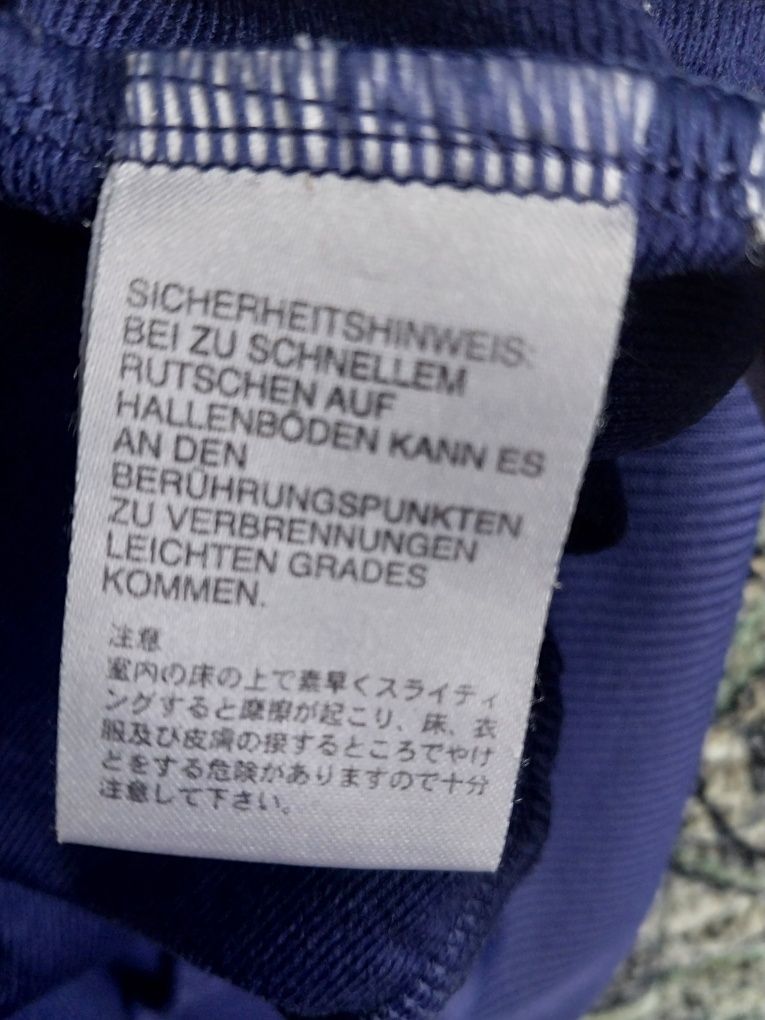 SICHERHEITSHINWEIS:
BEI ZU SCHNELLEM
RUTSCHEN AUF
HALLENBÖDEN KANN ES
AN DEN
BERÜHRUNGSPUNKTEN
ZU VERBRENNUNGEN
LEICHTEN GRADES
KOMMEN.
注意
室内の床の上で素早くスライティ
ングすると摩擦が起こり、床、衣
服及び皮膚の接するところでやけ
どをする危険がありますので十分
注意して下さい。